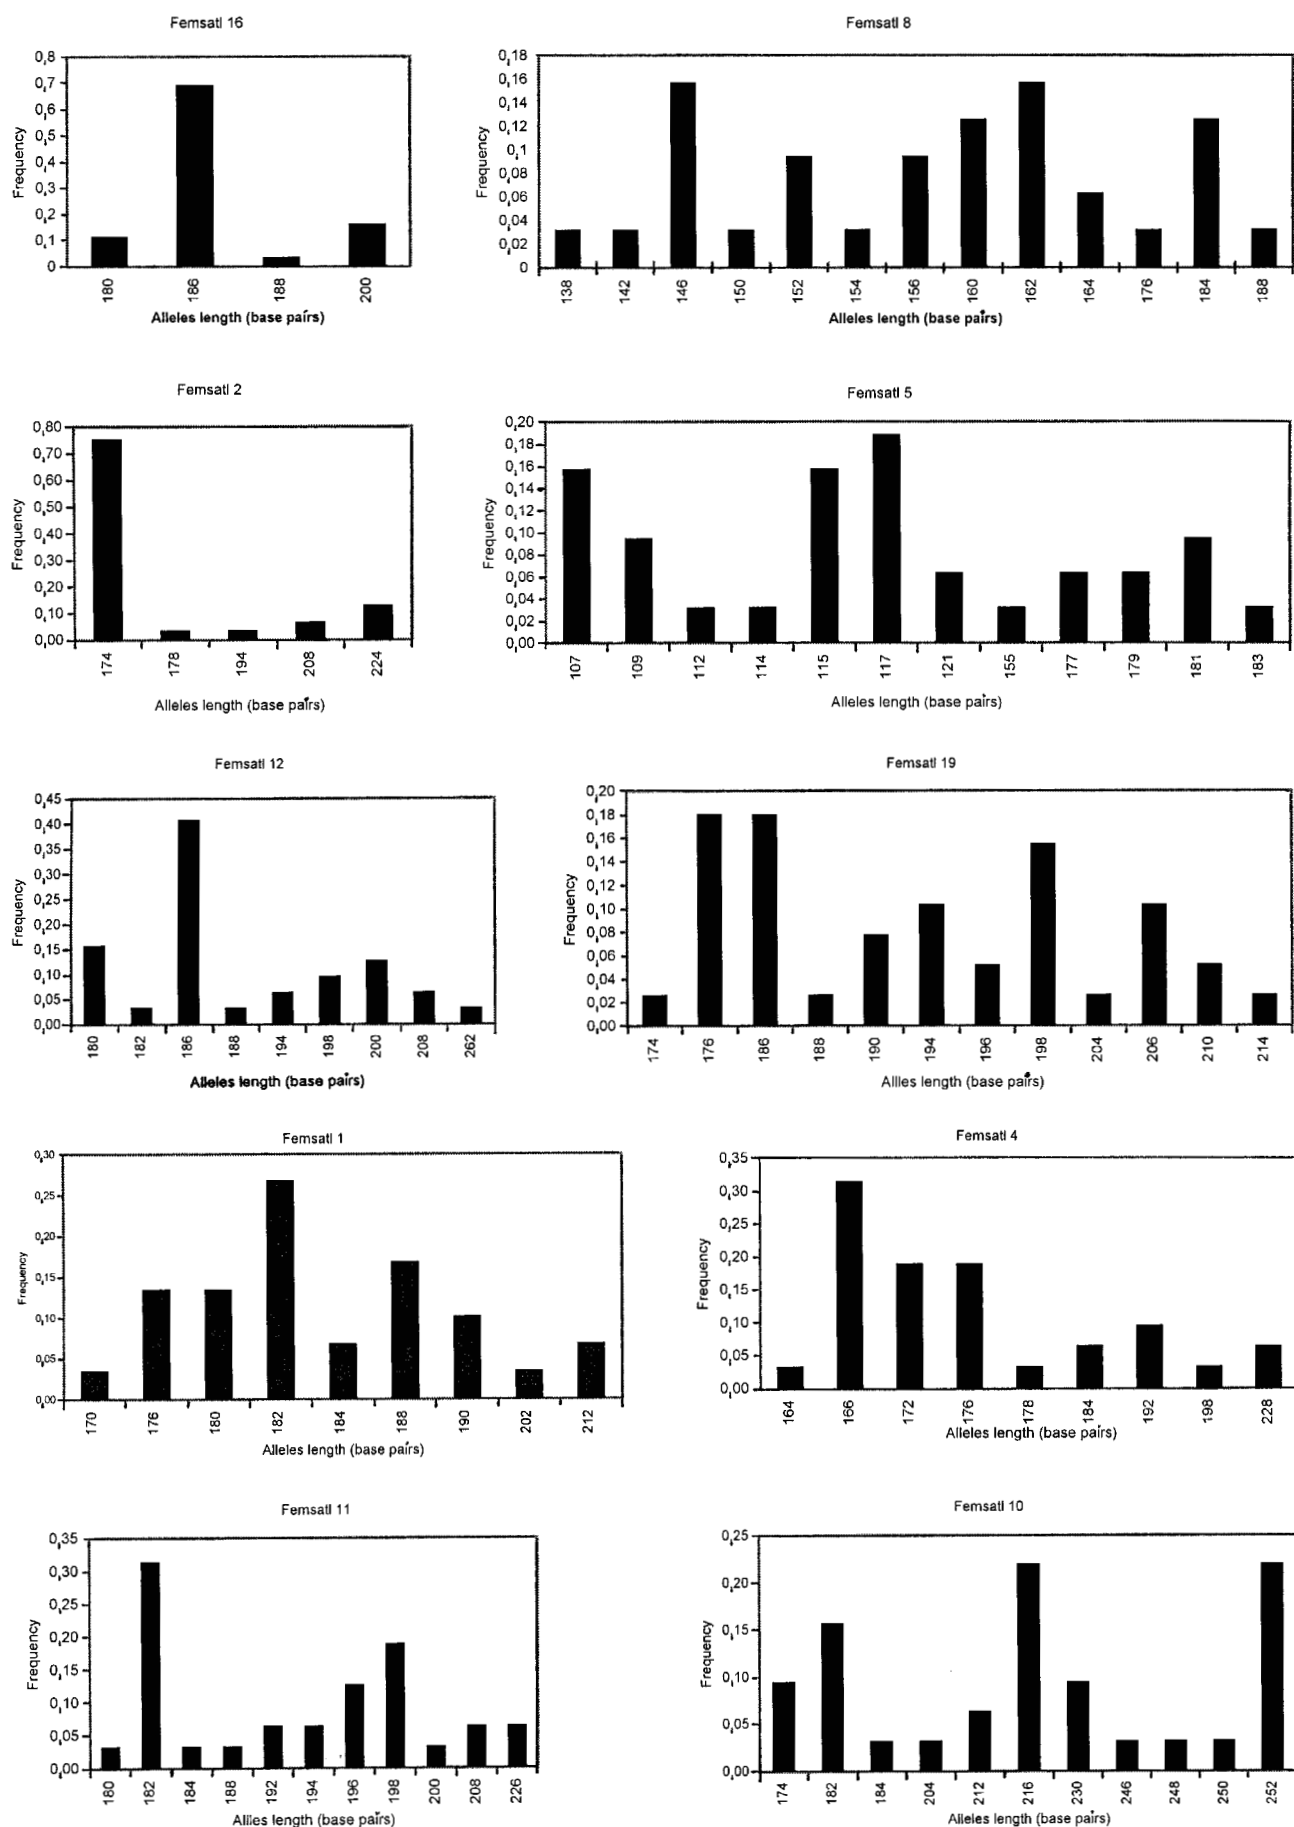 Femsatl 16
0,8
0,7
0,6
0,5
0,4
0,3
0,2
0,1
0
Frequency
180 186 188 200
Alleles length (base pairs)
Femsatl 8
0,18
0,16
0,14
0,12
0,1
0,08
0,06
0,04
0,02
0
Frequency
138 142 146 150 152 154 156 160 162 164 176 184 188
Alleles length (base pairs)
Femsatl 2
0,80
0,70
0,60
0,50
0,40
0,30
0,20
0,10
0,00
Frequency
174 178 194 208 224
Alleles length (base pairs)
Femsatl 5
0,20
0,18
0,16
0,14
0,12
0,10
0,08
0,06
0,04
0,02
0,00
Frequency
107 109 112 114 115 117 121 155 177 179 181 183
Alleles length (base pairs)
Femsatl 12
0,45
0,40
0,35
0,30
0,25
0,20
0,15
0,10
0,05
0,00
Frequency
180 182 186 188 194 198 200 208 262
Alleles length (base pairs)
Femsatl 19
0,20
0,18
0,16
0,14
0,12
0,10
0,08
0,06
0,04
0,02
0,00
Frequency
174 176 186 188 190 194 196 198 204 206 210 214
Allles length (base pairs)
Femsatl 1
0,30
0,25
0,20
0,15
0,10
0,05
0,00
Frequency
170 176 180 182 184 188 190 202 212
Alleles length (base pairs)
Femsatl 4
0,35
0,30
0,25
0,20
0,15
0,10
0,05
0,00
Frequency
164 166 172 176 178 184 192 198 228
Alleles length (base pairs)
Femsatl 11
0,35
0,30
0,25
0,20
0,15
0,10
0,05
0,00
Frequency
180 182 184 188 192 194 196 198 200 208 226
Allles length (base pairs)
Femsatl 10
0,25
0,20
0,15
0,10
0,05
0,00
Frequency
174 182 184 204 212 216 230 246 248 250 252
Alleles length (base pairs)